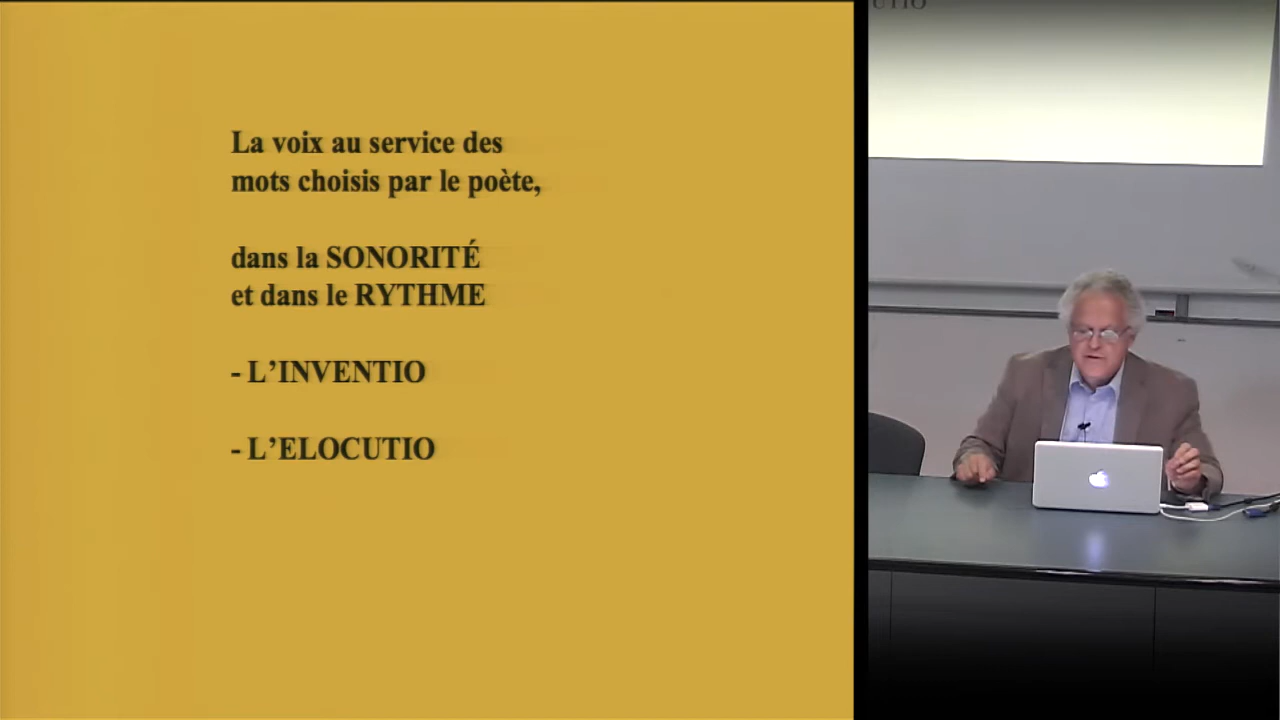 La voix au service des
mots choisis par le poète,
dans la SONORITÉ
et dans le RYTHME
- L’INVENTIO
- L’ELOCUTIO
UTIO